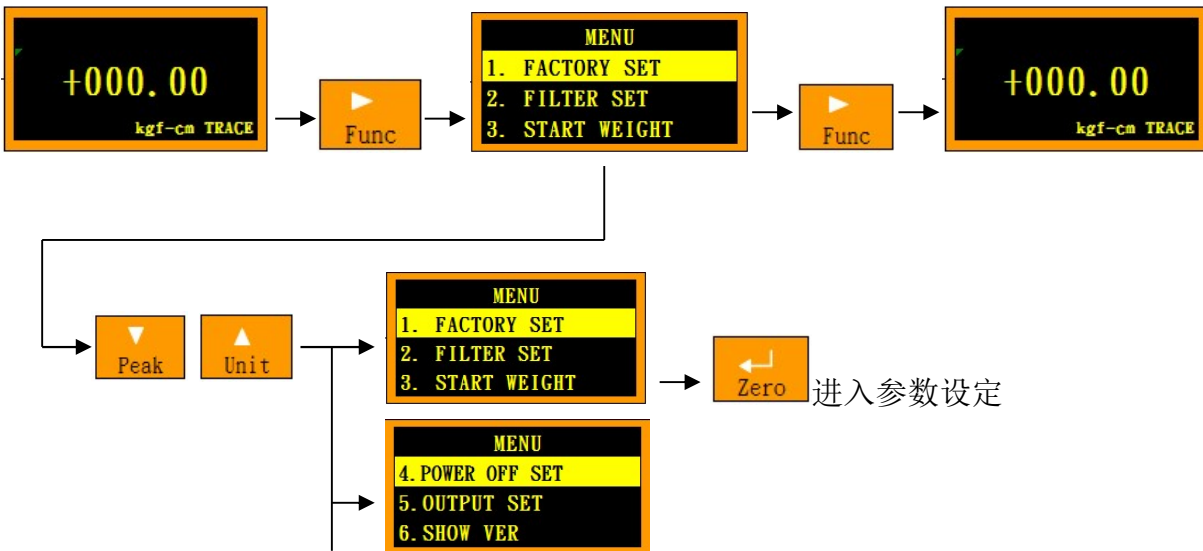 +000.00
kgf-cm TRACE
Func
MENU
1. FACTORY SET
2. FILTER SET
3. START WEIGHT
Func
+000.00
kgf-cm TRACE
Peak
Unit
MENU
1. FACTORY SET
2. FILTER SET
3. START WEIGHT
Zero
进入参数设定
MENU
4.POWER OFF SET
5.OUTPUT SET
6.SHOW VER